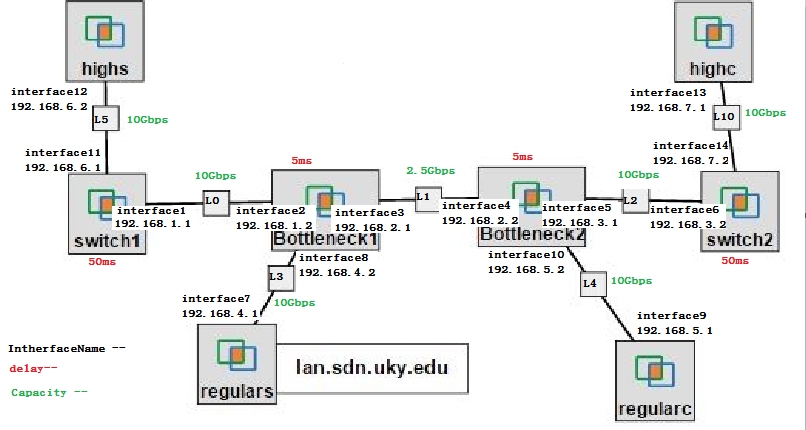 highs
highc
interface12
192.168.6.2
L5
10Gbps
interface13
192.168.7.1
L10
10Gbps
interface11
192.168.6.1
interface14
192.168.7.2
5ms
5ms
10Gbps
2.5Gbps
10Gbps
L0
L1
L2
interface1
192.168.1.1
interface2
192.168.1.2
interface3
192.168.2.1
interface4
192.168.2.2
interface5
192.168.3.1
interface6
192.168.3.2
switch1
Bottleneck1
Bottleneck2
switch2
50ms
50ms
interface8
192.168.4.2
interface10
192.168.5.2
L3
10Gbps
L4
10Gbps
interface7
192.168.4.1
interface9
192.168.5.1
IntherfaceName --
delay--
Capacity --
regulars
lan.sdn.uky.edu
regularc